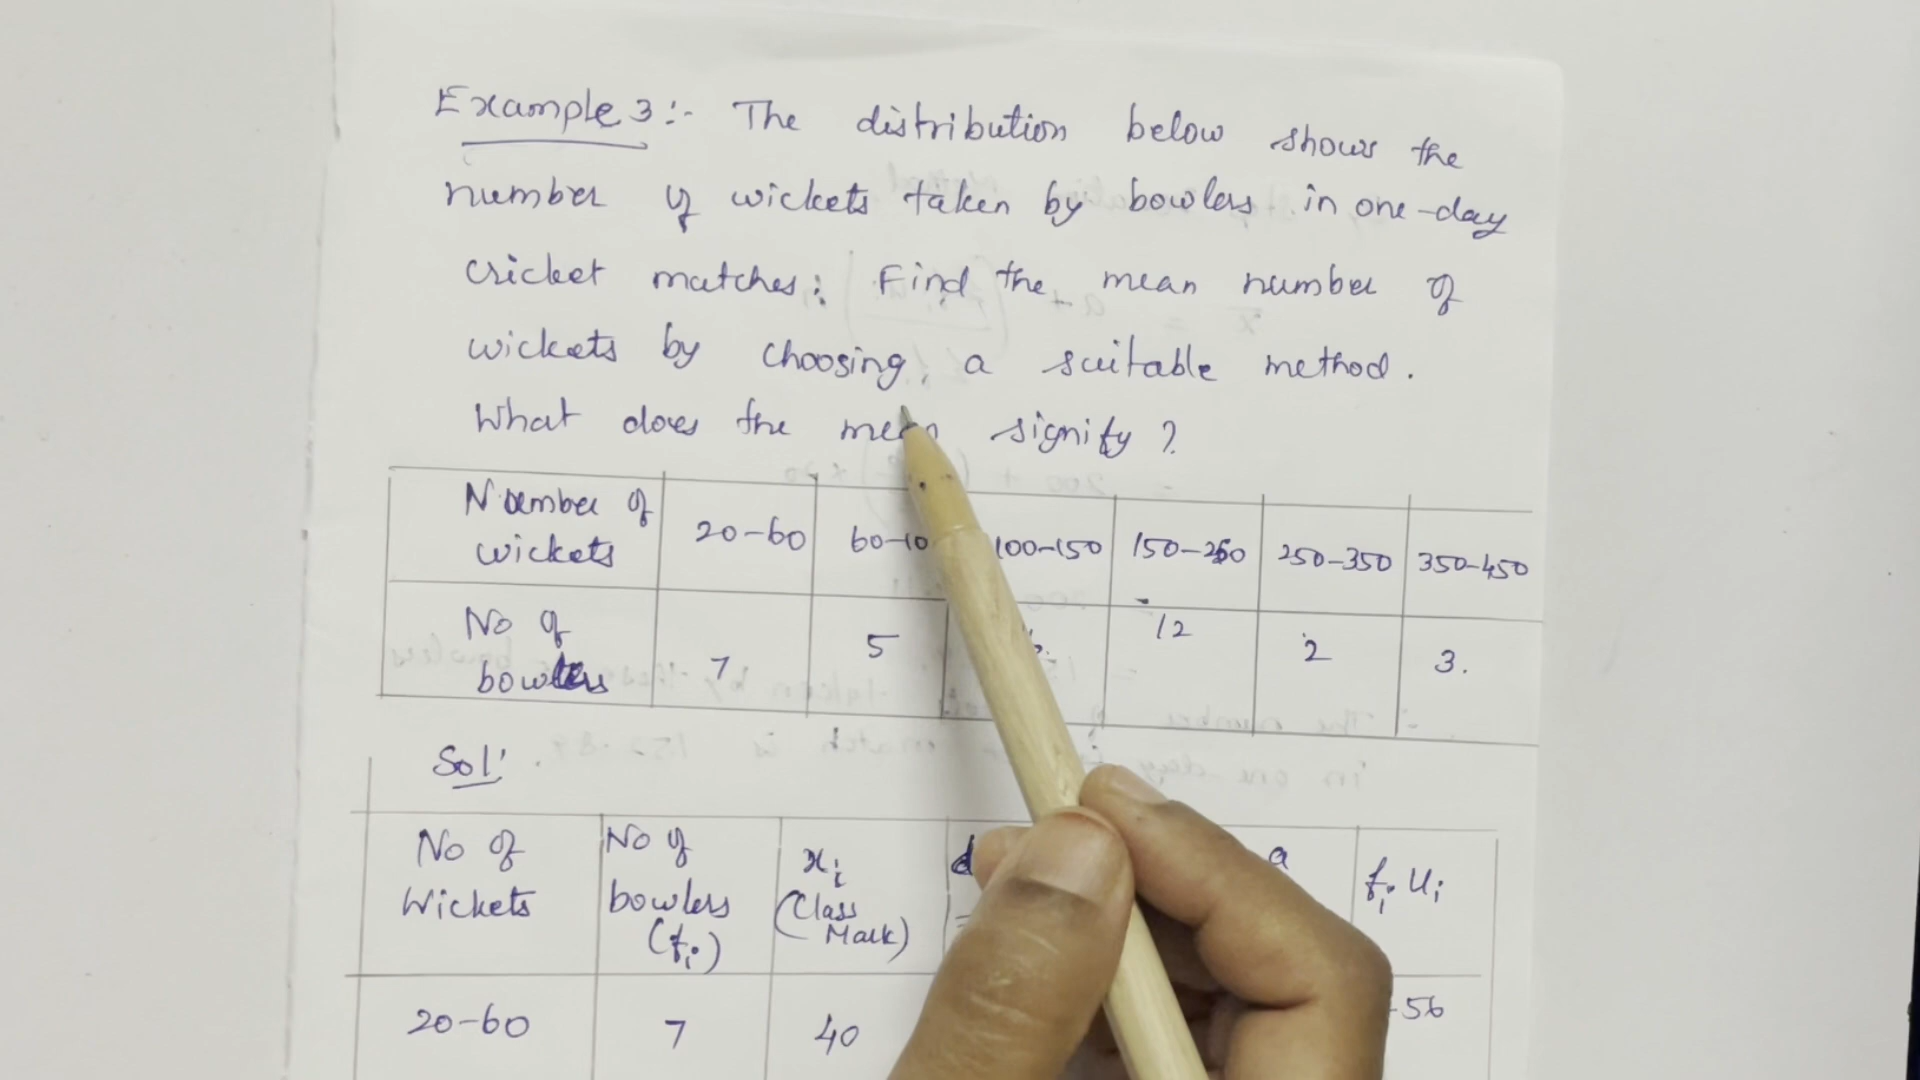 Example 3:- The distribution below shows the
number of wickets taken by bowlers in one-day
cricket matches: Find the mean number of
wickets by choosing a suitable method.
What does the mean signify?
Number of wickets 20-60 60-10 100-150 150-250 250-350 350-450
No of bowlers 7 5 12 2 3.
Sol'
No of Wickets No of bowlers (fi) xi (Class Mark) d a fi ui
20-60 7 40 -56